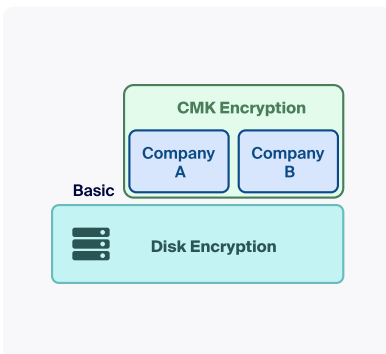 CMK Encryption
Company
A
Company
B
Basic
Disk Encryption